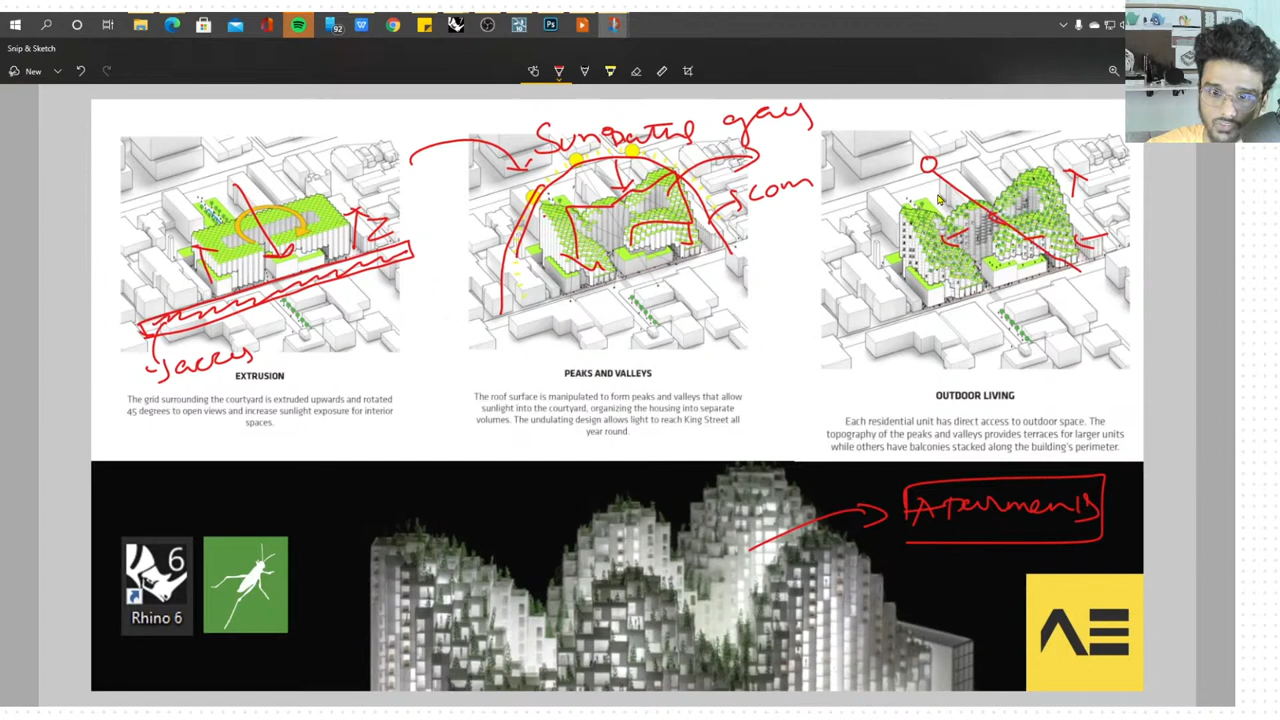 Snip & Sketch
New
92
Sunpath
Z
EXTRUSION
The grid surrounding the courtyard is extruded upwards and rotated
45 degrees to open views and increase sunlight exposure for interior
spaces.
PEAKS AND VALLEYS
The roof surface is manipulated to form peaks and valleys that allow
sunlight into the courtyard, organizing the housing into separate
volumes. The undulating design allows light to reach King Street all
year round.
OUTDOOR LIVING
Each residential unit has direct access to outdoor space. The
topography of the peaks and valleys provides terraces for larger units
while others have balconies stacked along the building's perimeter.
6
Rhino 6
AE